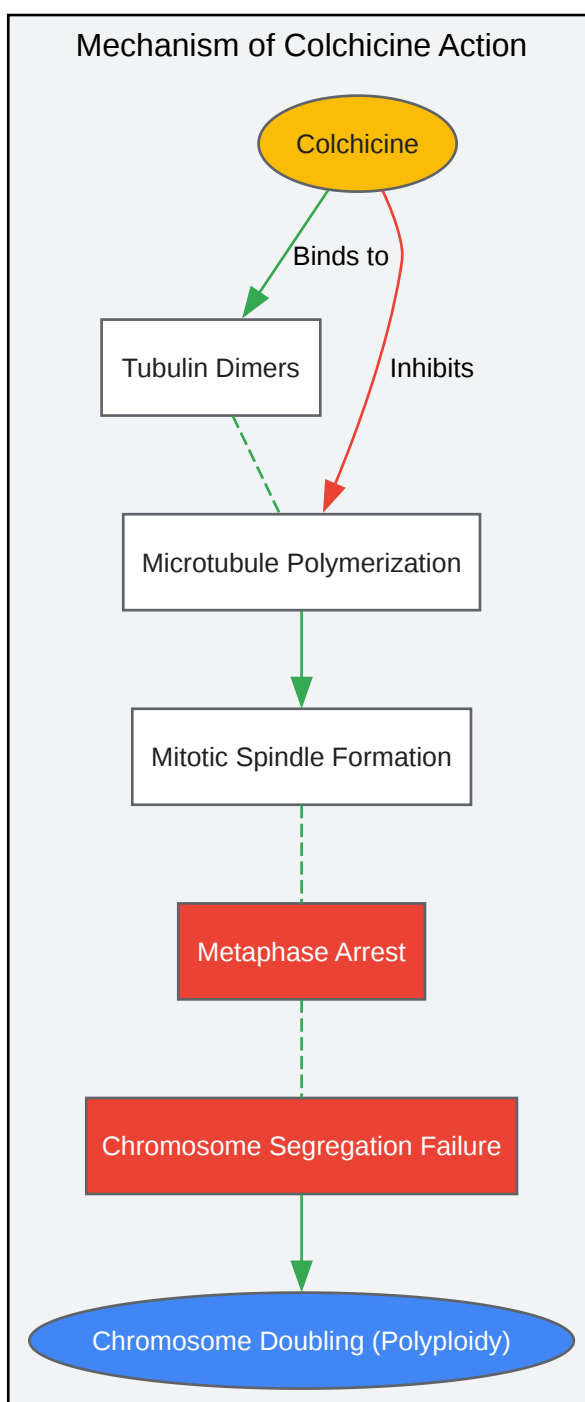 Mechanism of Colchicine Action
Colchicine
Binds to
Tubulin Dimers
Inhibits
Microtubule Polymerization
Mitotic Spindle Formation
Metaphase Arrest
Chromosome Segregation Failure
Chromosome Doubling (Polyploidy)